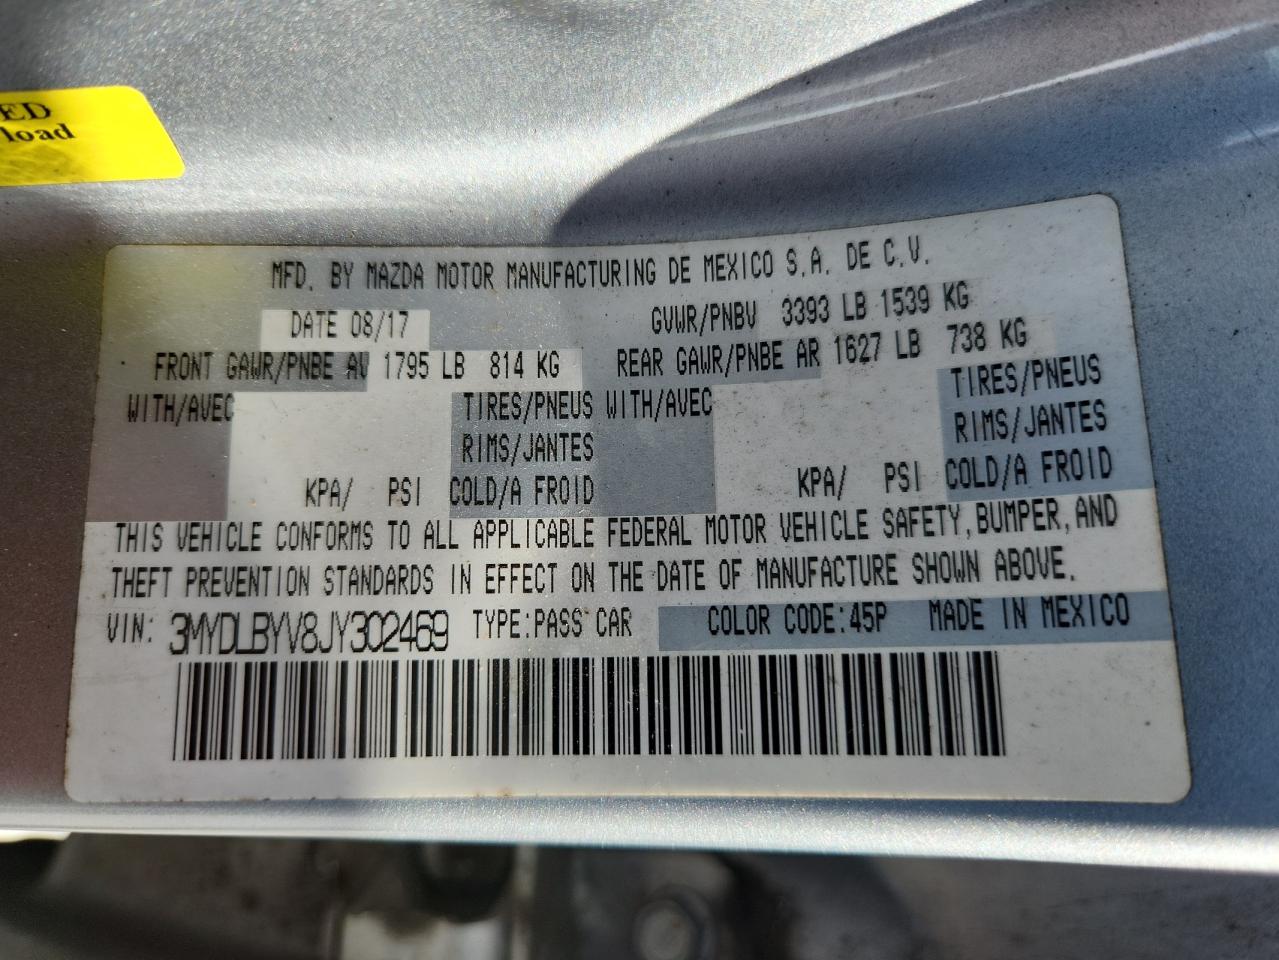 ED
load
MFD. BY MAZDA MOTOR MANUFACTURING DE MEXICO S.A. DE C.V.
DATE 08/17 GVWR/PNBV 3393 LB 1539 KG
FRONT GAWR/PNBE AV 1795 LB 814 KG REAR GAWR/PNBE AR 1627 LB 738 KG
WITH/AVEC TIRES/PNEUS WITH/AVEC TIRES/PNEUS
RIMS/JANTES RIMS/JANTES
KPA/ PSI COLD/A FROID KPA/ PSI COLD/A FROID
THIS VEHICLE CONFORMS TO ALL APPLICABLE FEDERAL MOTOR VEHICLE SAFETY, BUMPER, AND
THEFT PREVENTION STANDARDS IN EFFECT ON THE DATE OF MANUFACTURE SHOWN ABOVE.
VIN: 3MYDLBYV8JY302469 TYPE:PASS CAR COLOR CODE:45P MADE IN MEXICO